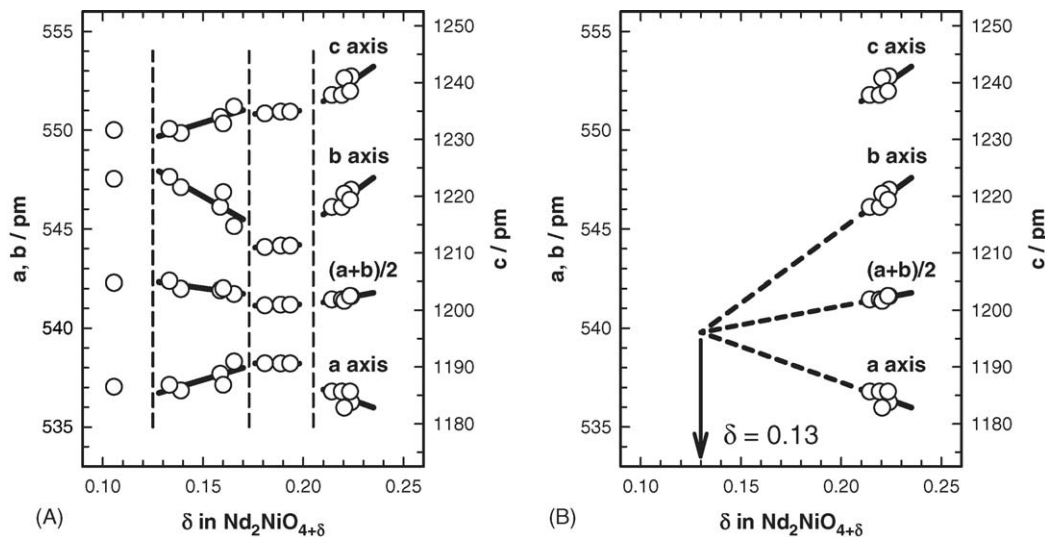 555
550
545
540
535
a, b / pm
c axis
b axis
(a+b)/2
a axis
1250
1240
1230
1220
1210
1200
1190
1180
c / pm
0.10
0.15
0.20
0.25
(A)
δ in Nd₂NiO₄₊δ
555
550
545
540
535
a, b / pm
c axis
b axis
(a+b)/2
a axis
δ = 0.13
1250
1240
1230
1220
1210
1200
1190
1180
c / pm
0.10
0.15
0.20
0.25
(B)
δ in Nd₂NiO₄₊δ